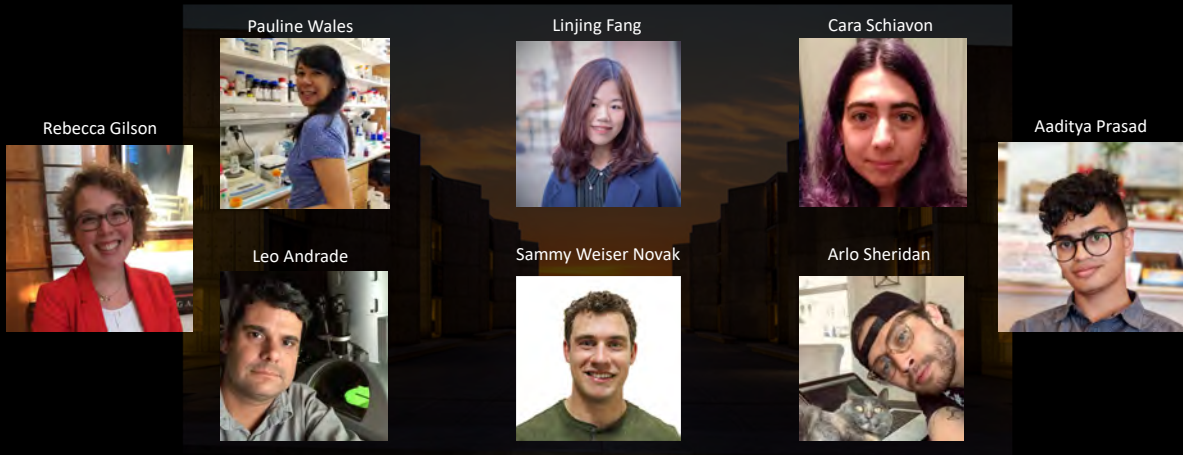 Pauline Wales
Linjing Fang
Cara Schiavon
Rebecca Gilson
Aaditya Prasad
Leo Andrade
Sammy Weiser Novak
Arlo Sheridan